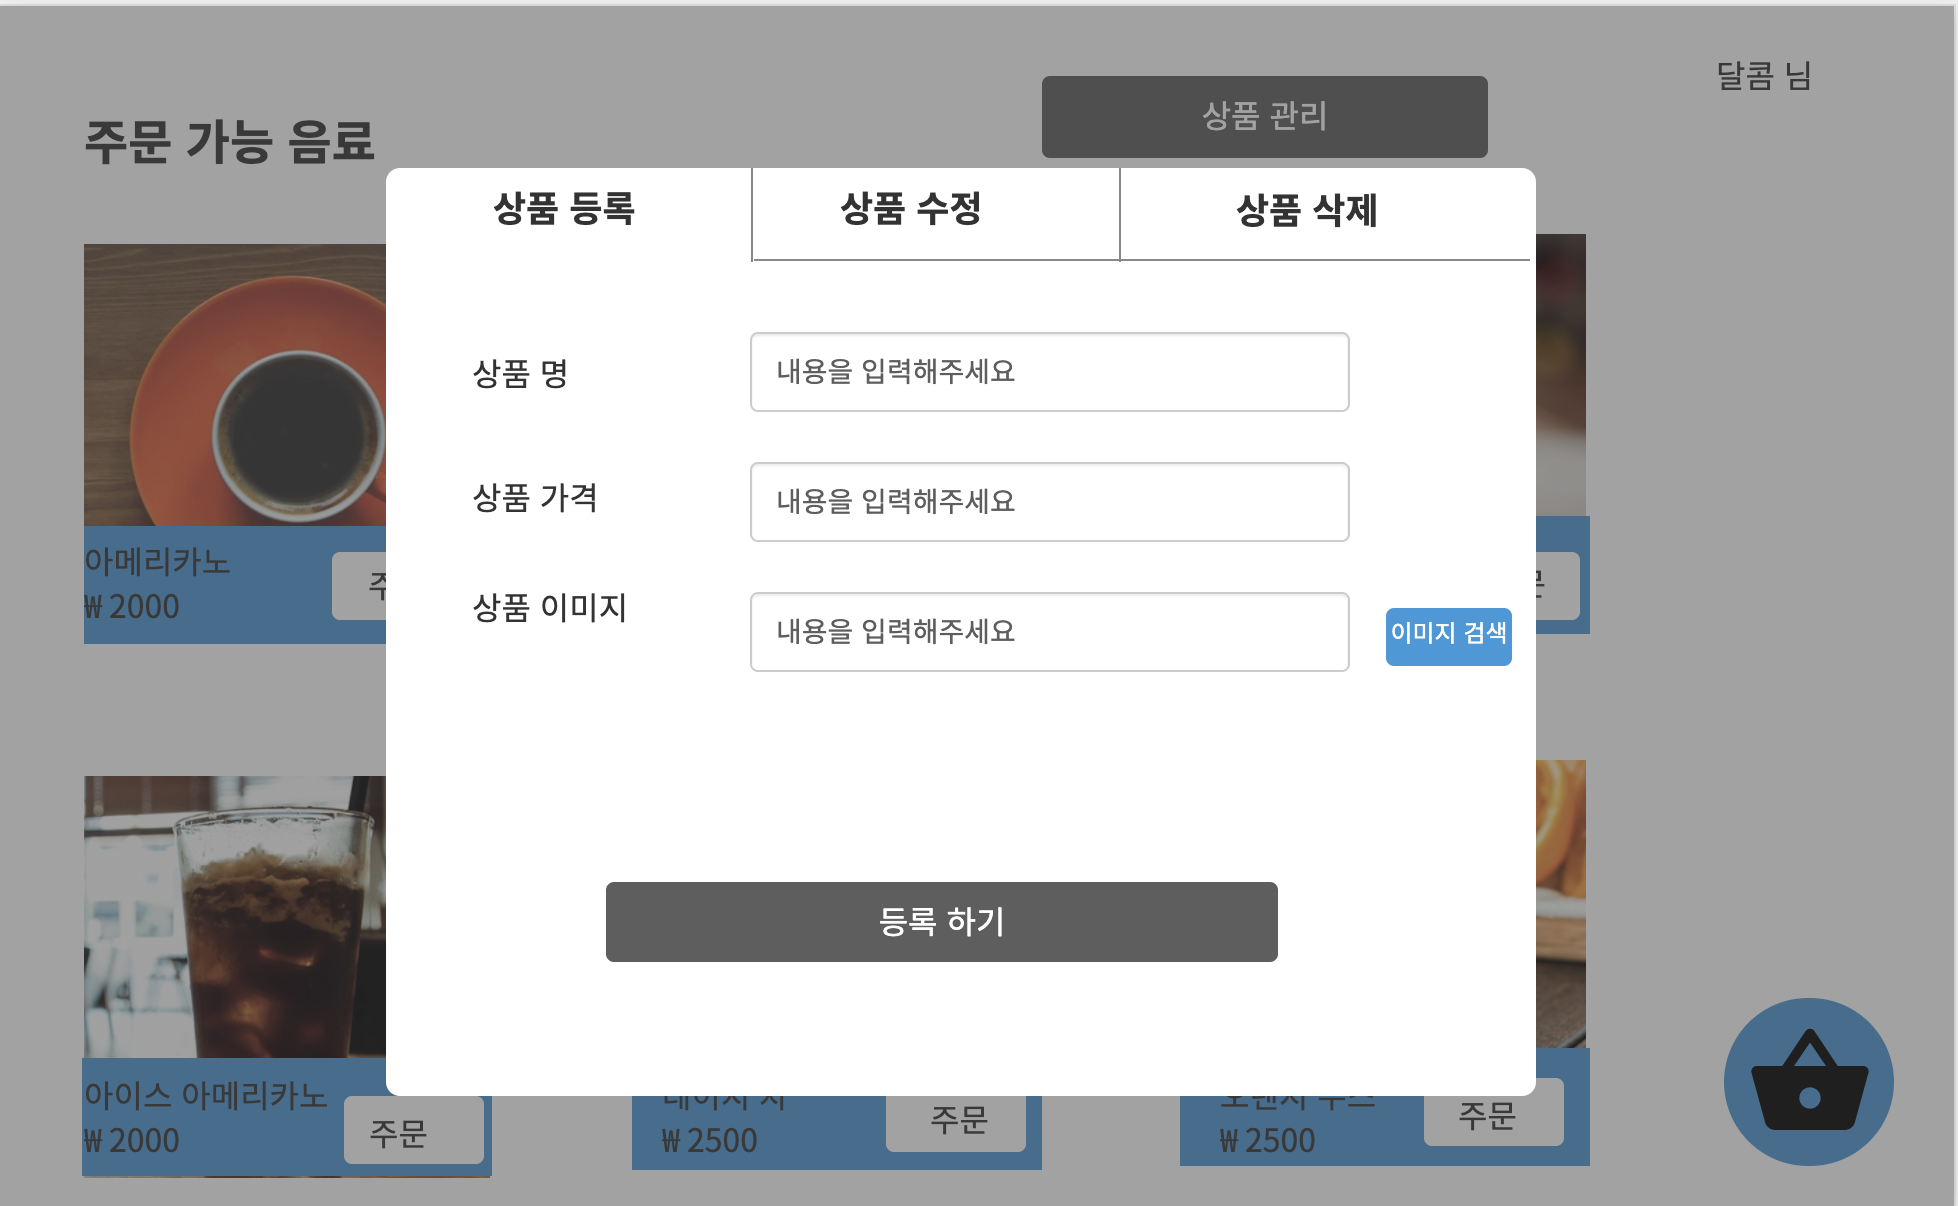 달콤 님
상품 관리
주문 가능 음료
상품 등록
상품 수정
상품 삭제
상품 명
내용을 입력해주세요
상품 가격
내용을 입력해주세요
상품 이미지
내용을 입력해주세요
이미지 검색
등록 하기
아메리카노
₩ 2000
아이스 아메리카노
₩ 2000
주문
₩ 2500
주문
₩ 2500
주문